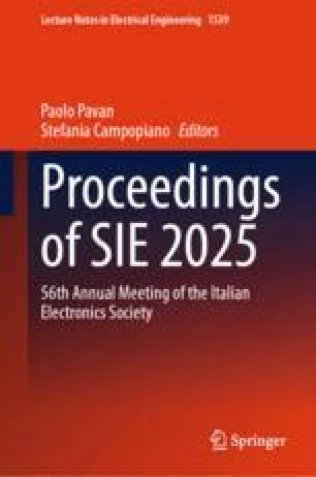 Lecture Notes in Electrical Engineering 1539
Paolo Pavan
Stefania Campopiano Editors
Proceedings
of SIE 2025
56th Annual Meeting of the Italian
Electronics Society
Springer